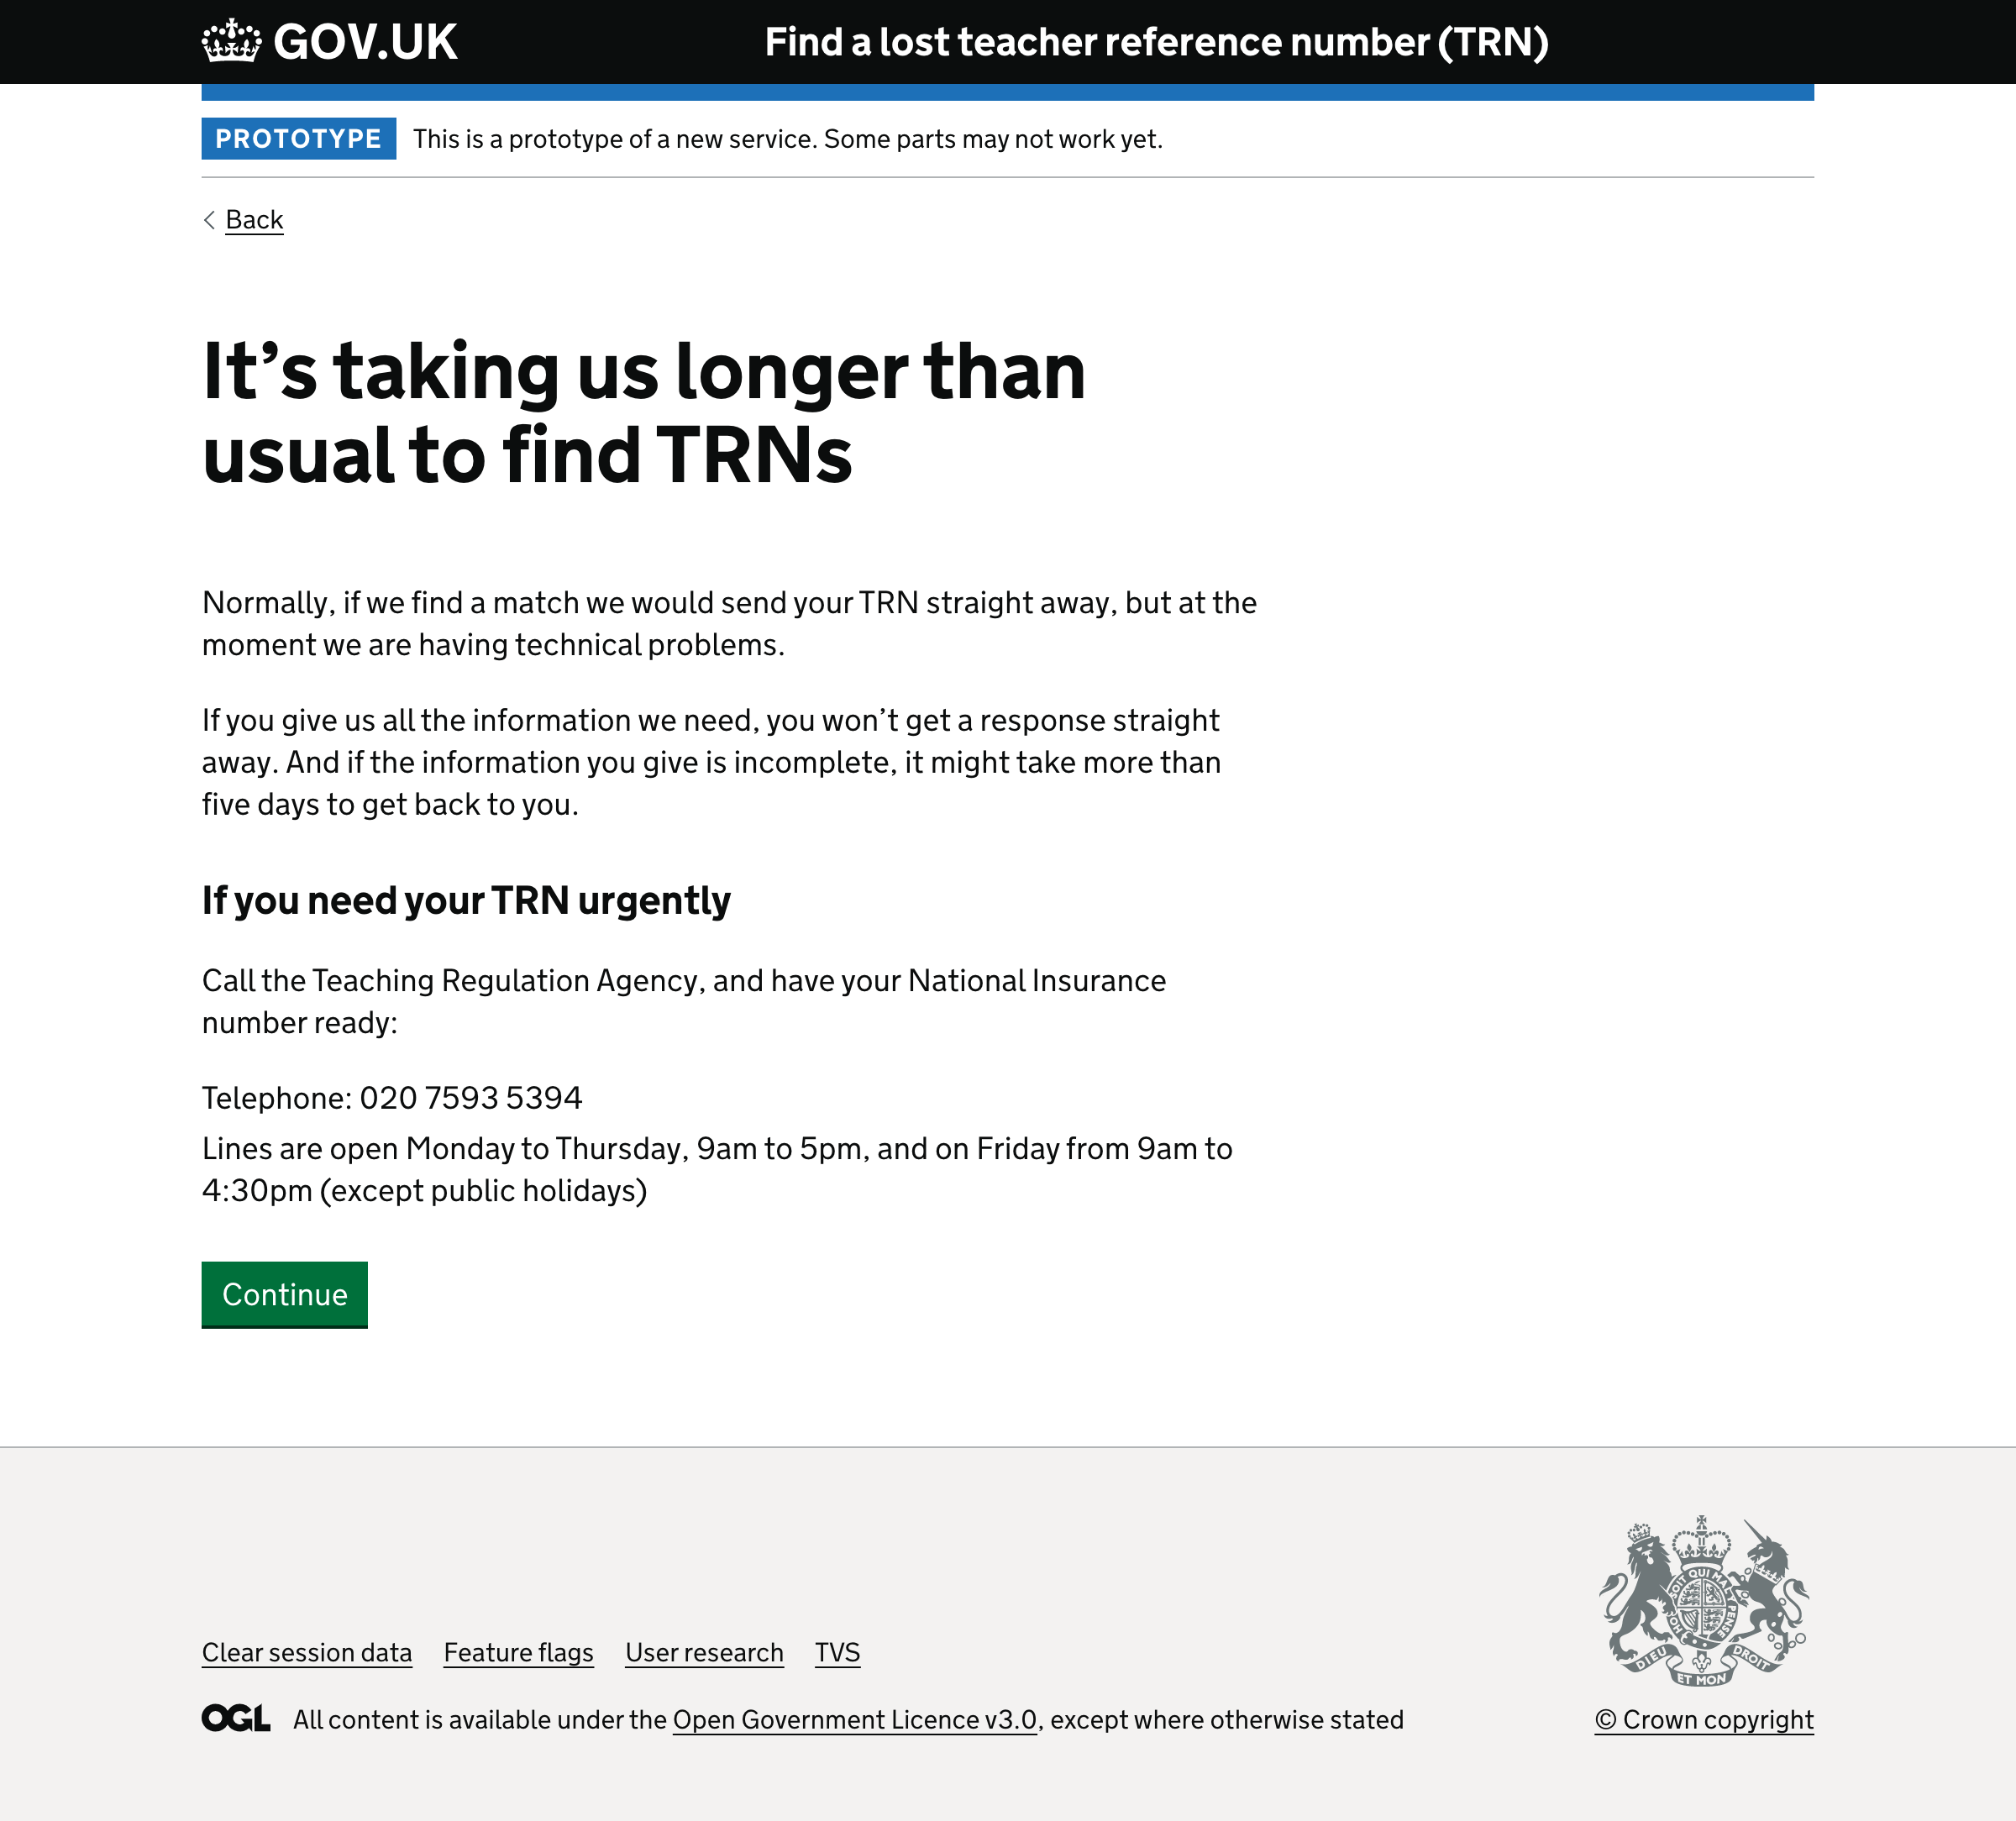 GOV.UK
Find a lost teacher reference number (TRN)
PROTOTYPE
This is a prototype of a new service. Some parts may not work yet.
Back
It’s taking us longer than
usual to find TRNs
Normally, if we find a match we would send your TRN straight away, but at the
moment we are having technical problems.
If you give us all the information we need, you won’t get a response straight
away. And if the information you give is incomplete, it might take more than
five days to get back to you.
If you need your TRN urgently
Call the Teaching Regulation Agency, and have your National Insurance
number ready:
Telephone: 020 7593 5394
Lines are open Monday to Thursday, 9am to 5pm, and on Friday from 9am to
4:30pm (except public holidays)
Continue
HONI SOIT QUI MAL Y PENSE
DIEU ET MON DROIT
Clear session data
Feature flags
User research
TVS
OGL
All content is available under the Open Government Licence v3.0, except where otherwise stated
© Crown copyright